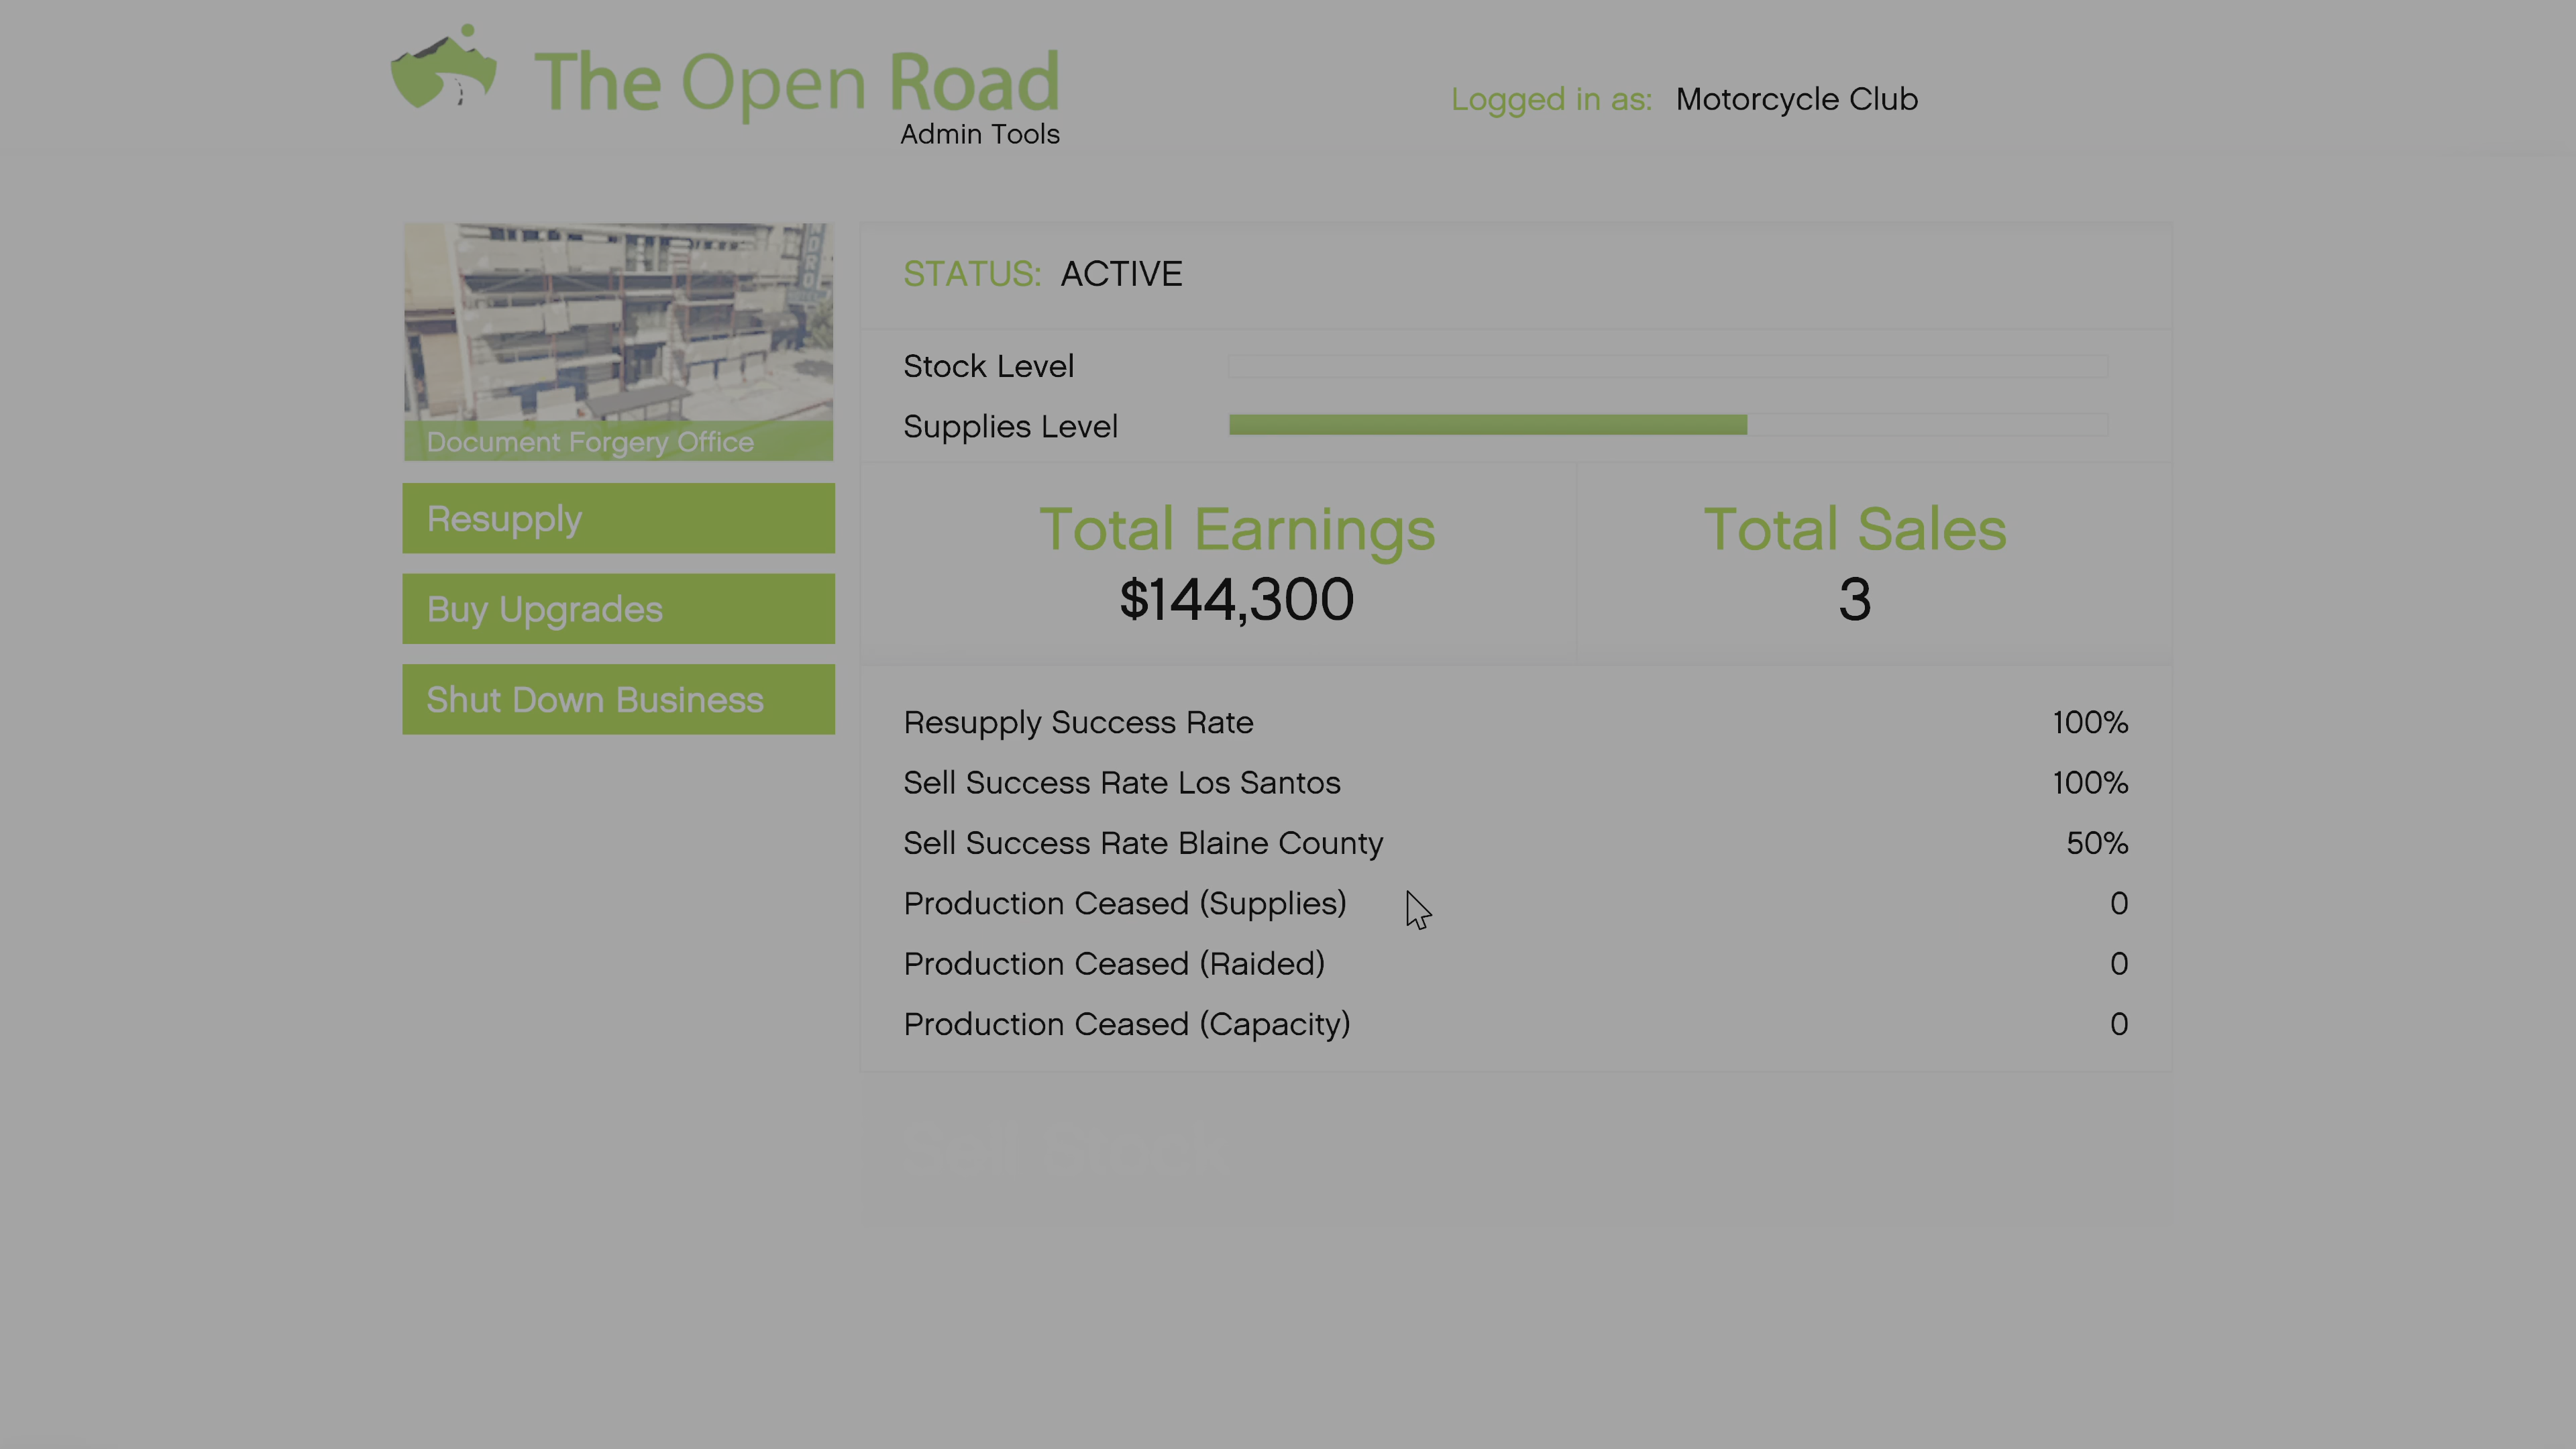 The Open Road
Admin Tools
Logged in as: Motorcycle Club
Document Forgery Office
Resupply
Buy Upgrades
Shut Down Business
STATUS: ACTIVE
Stock Level
Supplies Level
Total Earnings
$144,300
Total Sales
3
Resupply Success Rate 100%
Sell Success Rate Los Santos 100%
Sell Success Rate Blaine County 50%
Production Ceased (Supplies) 0
Production Ceased (Raided) 0
Production Ceased (Capacity) 0
Sell Stock